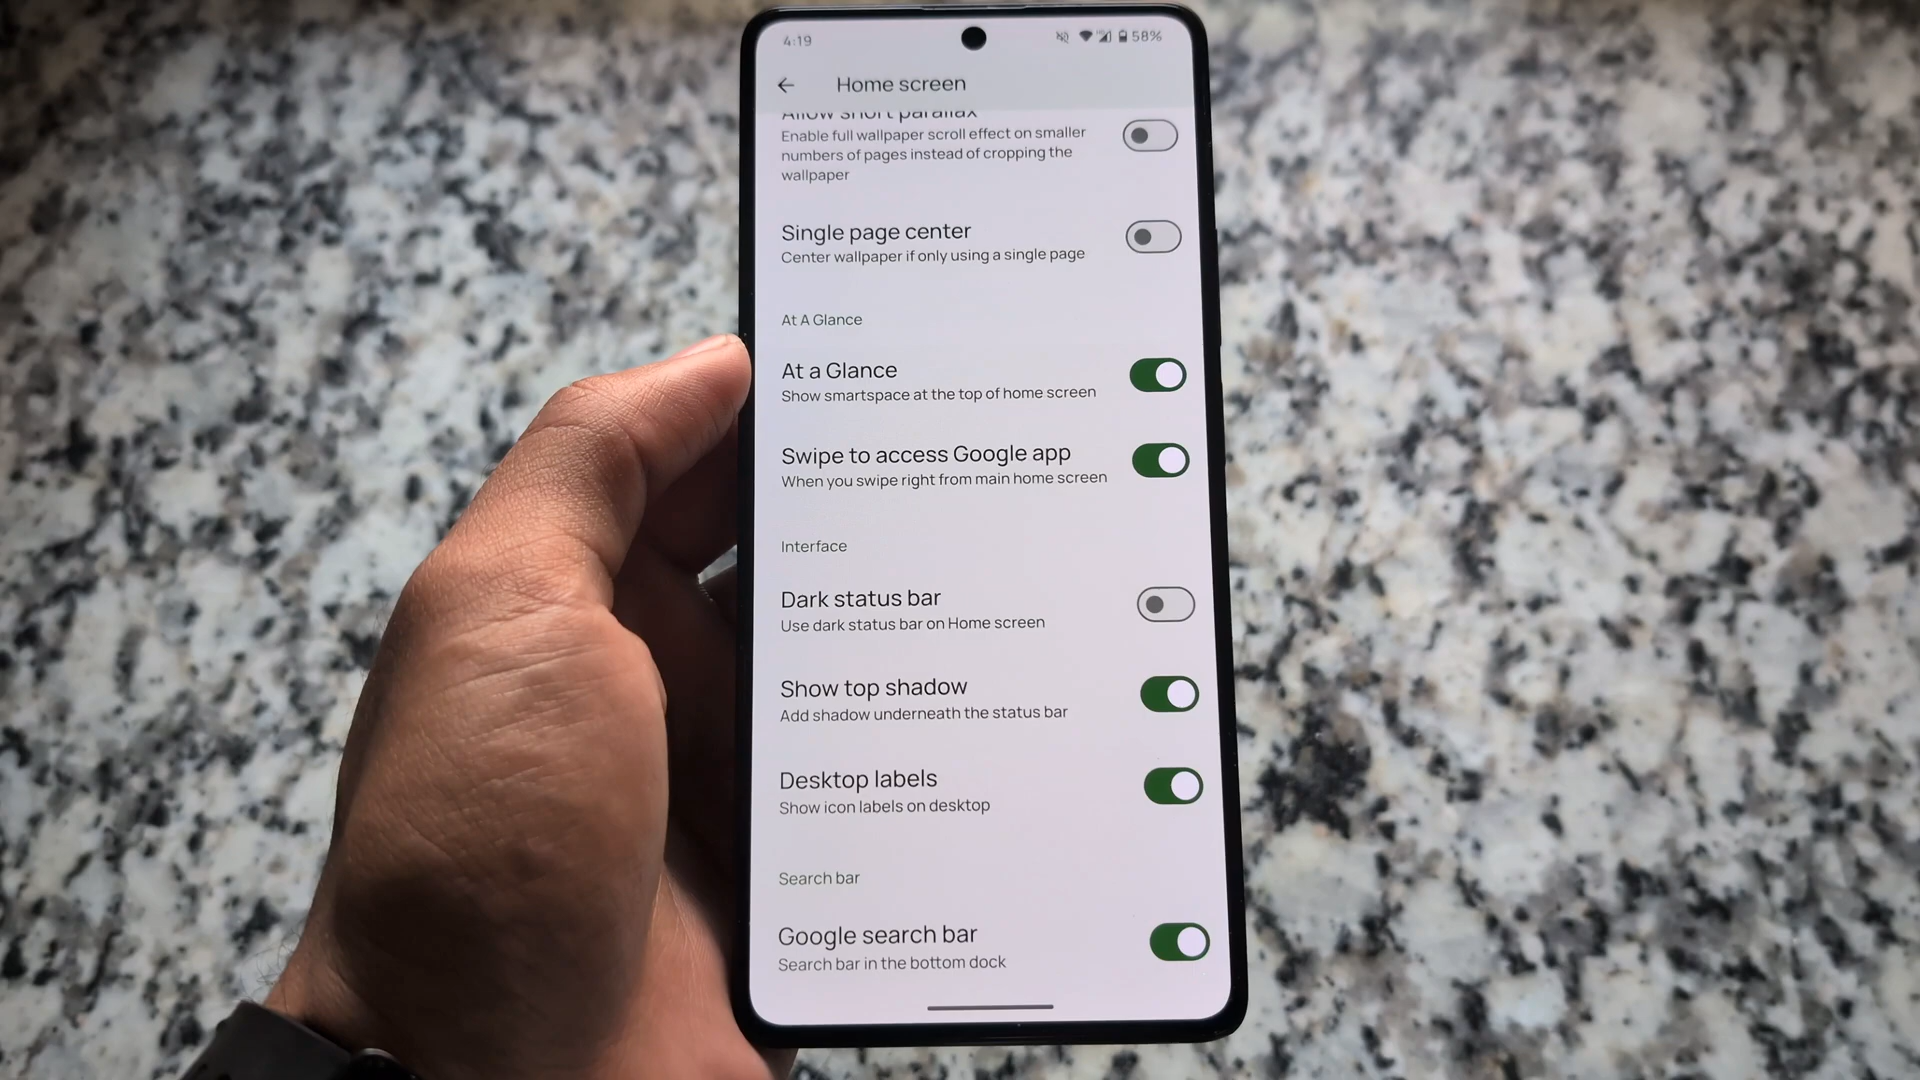 4:19
58%
Home screen
Allow short parallax
Enable full wallpaper scroll effect on smaller
numbers of pages instead of cropping the
wallpaper
Single page center
Center wallpaper if only using a single page
At A Glance
At a Glance
Show smartspace at the top of home screen
Swipe to access Google app
When you swipe right from main home screen
Interface
Dark status bar
Use dark status bar on Home screen
Show top shadow
Add shadow underneath the status bar
Desktop labels
Show icon labels on desktop
Search bar
Google search bar
Search bar in the bottom dock